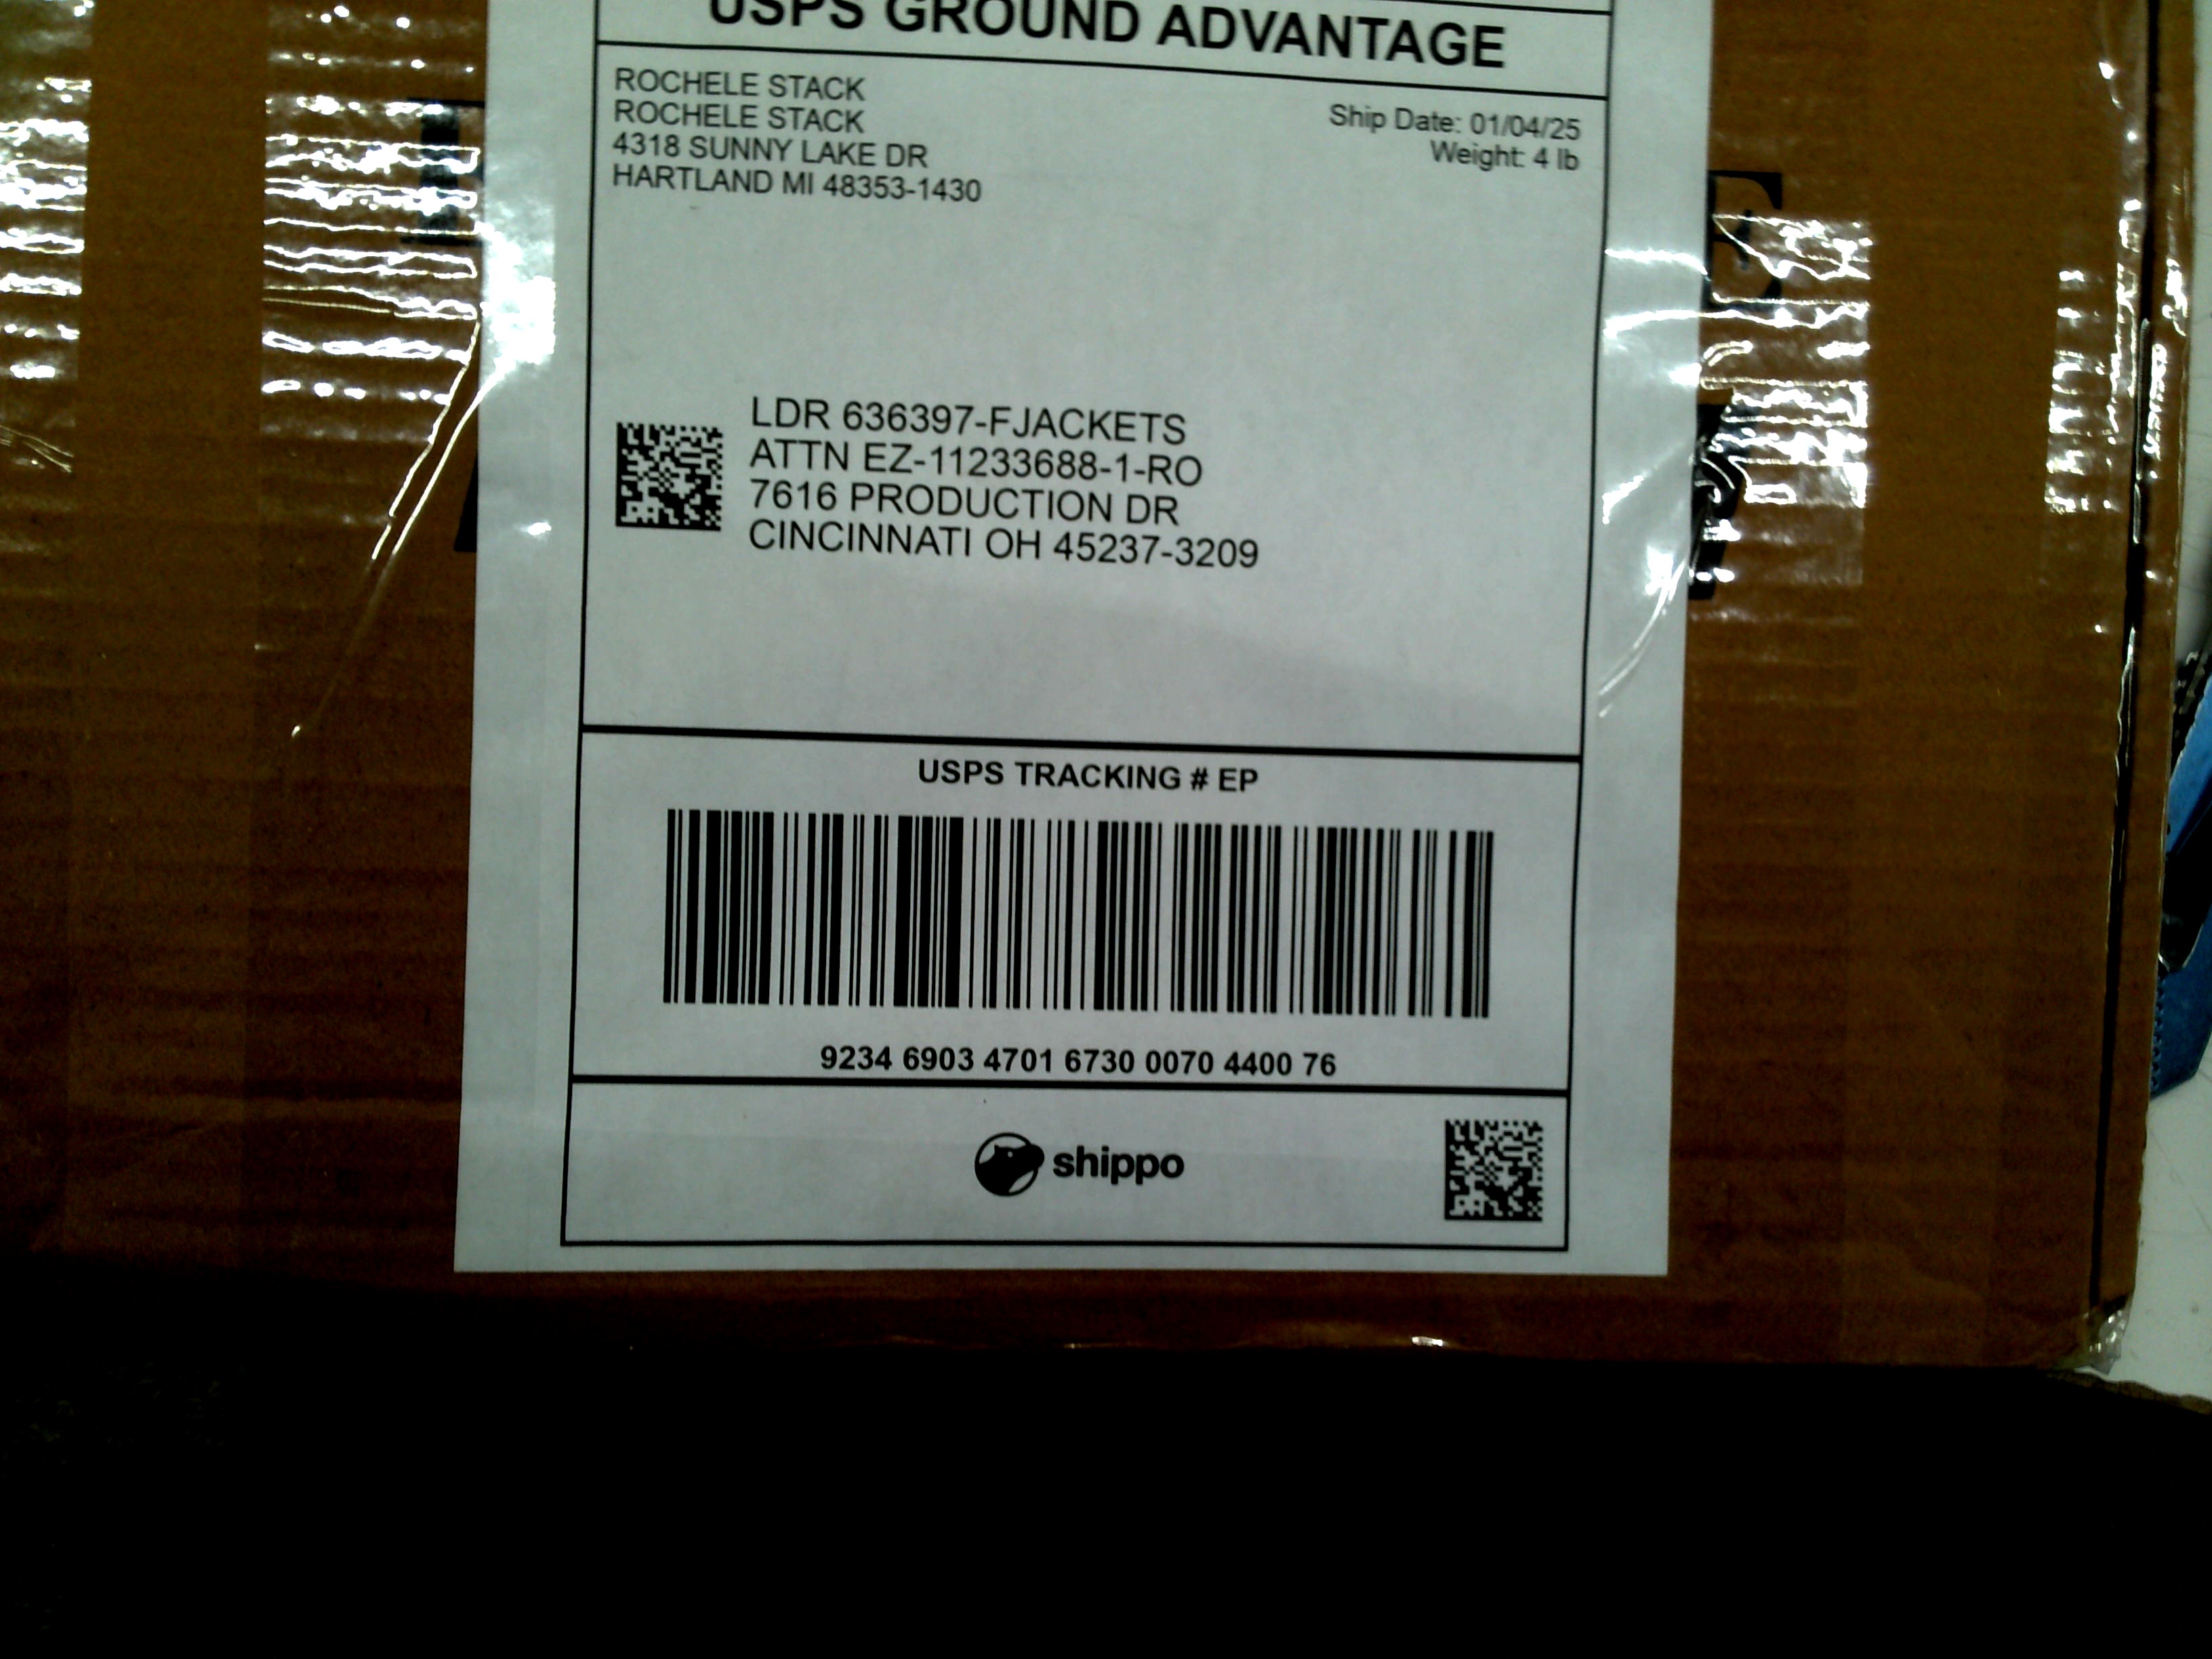 USPS GROUND ADVANTAGE
ROCHELE STACK
ROCHELE STACK
4318 SUNNY LAKE DR
HARTLAND MI 48353-1430
Ship Date: 01/04/25
Weight: 4 lb
LDR 636397-FJACKETS
ATTN EZ-11233688-1-RO
7616 PRODUCTION DR
CINCINNATI OH 45237-3209
USPS TRACKING # EP
9234 6903 4701 6730 0070 4400 76
shippo